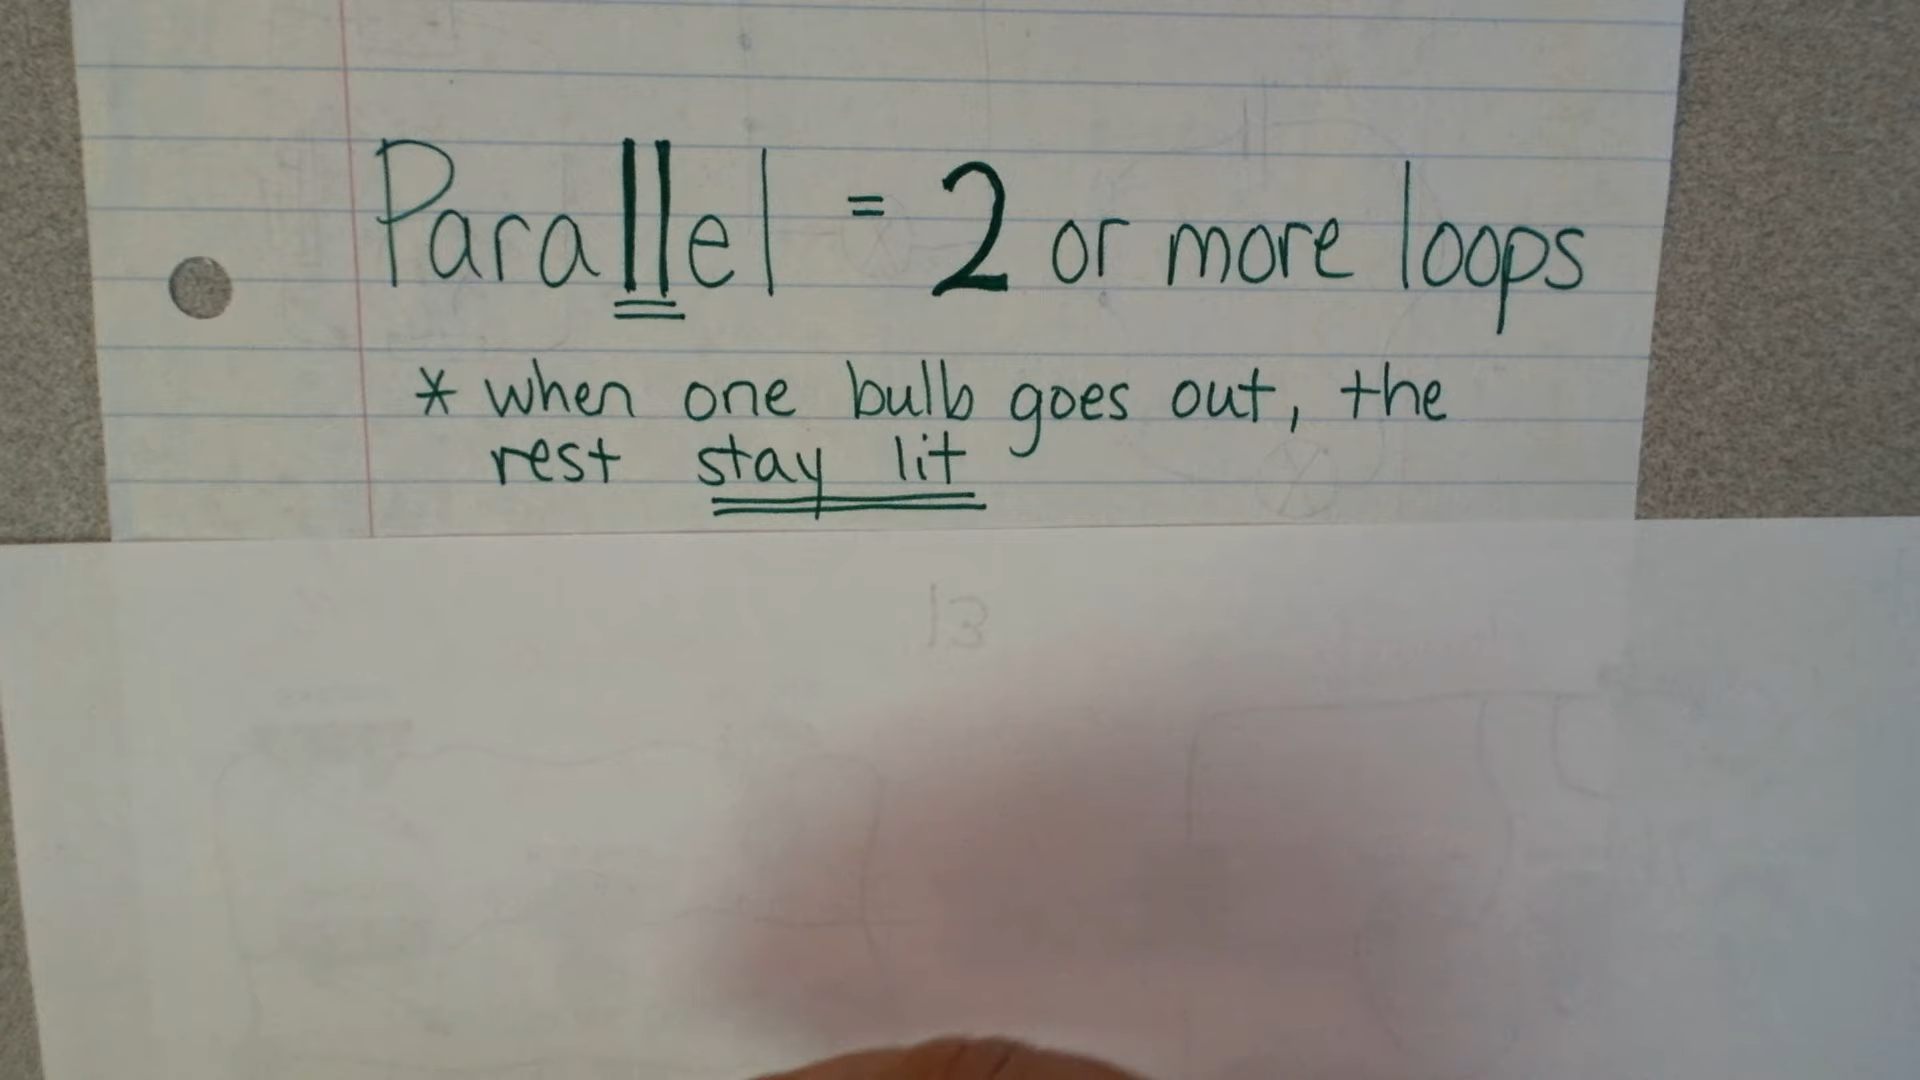 Parallel = 2 or more loops
* when one bulb goes out, the
rest stay lit
13